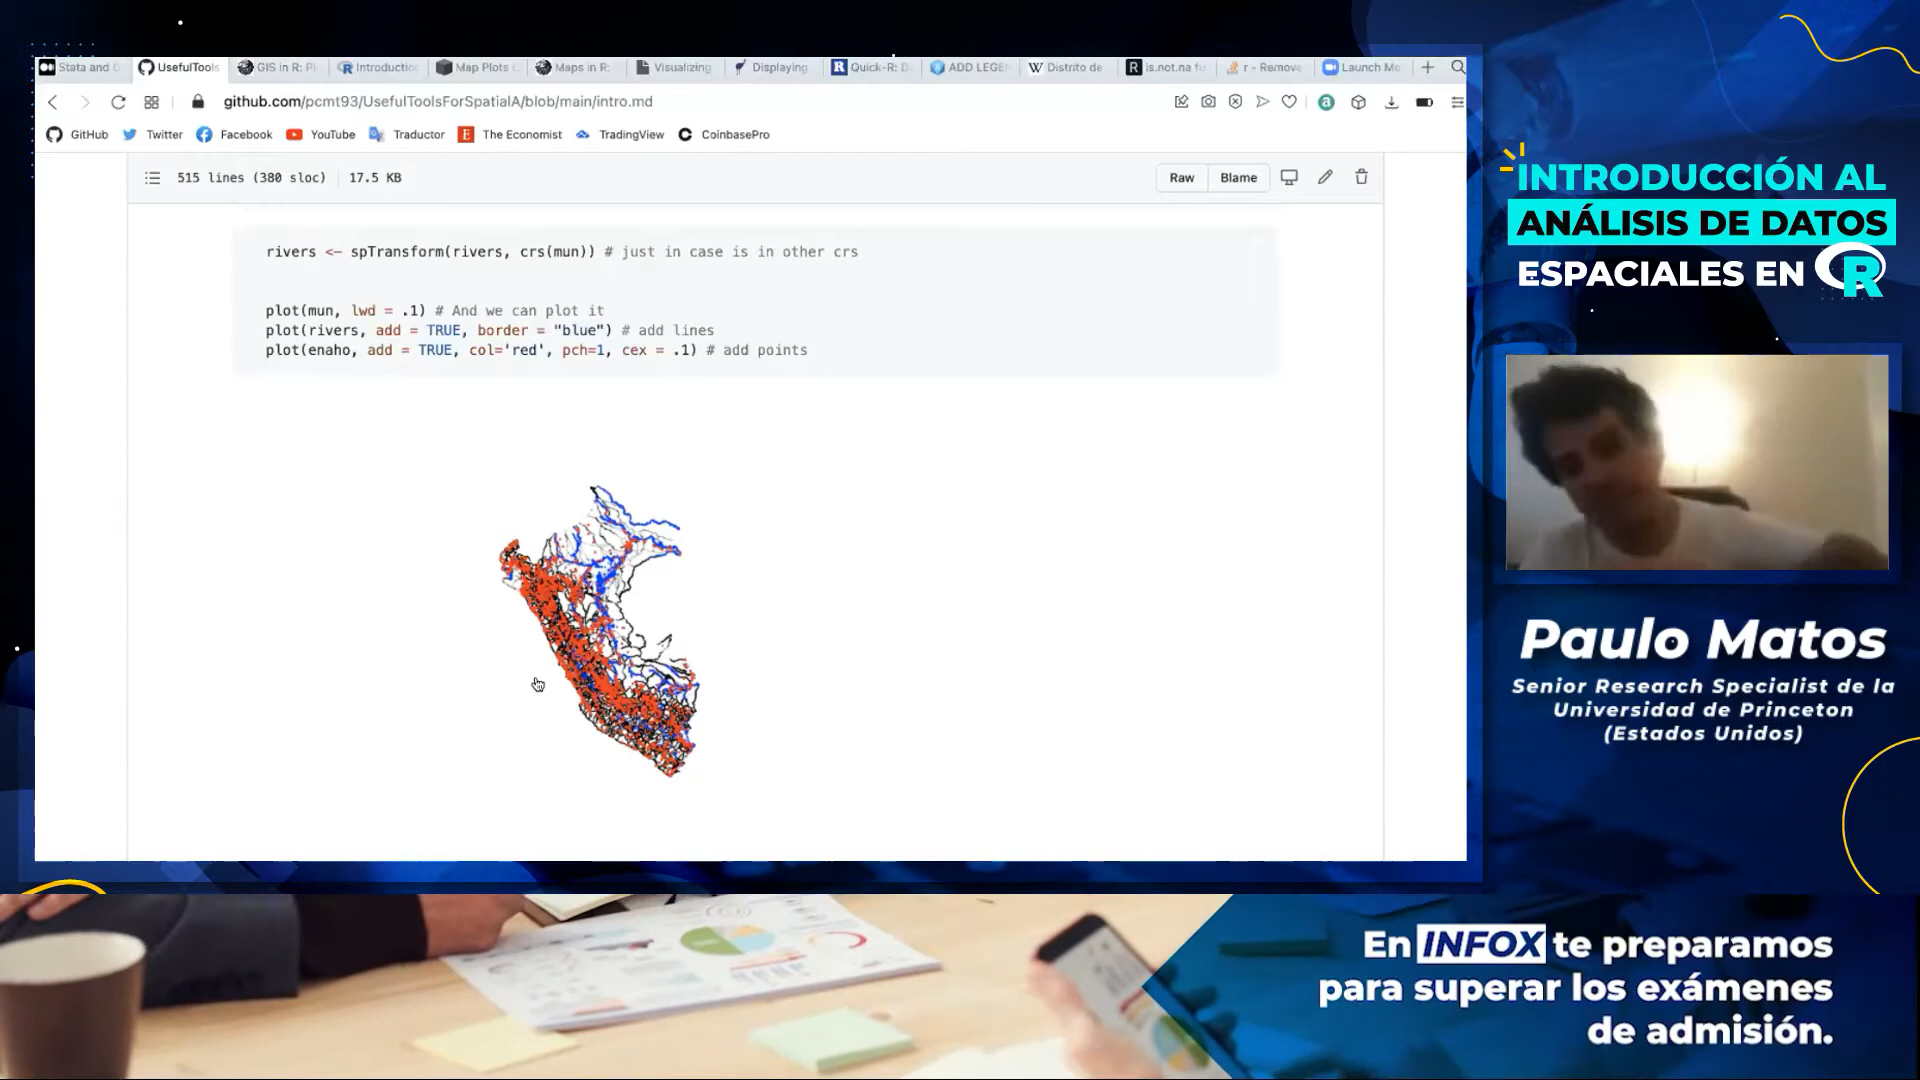 Stata and G
UsefulTools
GIS in R: Pl
Introduction
Map Plots
Maps in R:
Visualizing
Displaying
Quick-R: D
ADD LEGE
Distrito de
is.not.na fu
r - Remove
Launch Me
github.com/pcmt93/UsefulToolsForSpatialA/blob/main/intro.md
GitHub
Twitter
Facebook
YouTube
Traductor
The Economist
TradingView
CoinbasePro
515 lines (380 sloc)
17.5 KB
Raw
Blame
rivers <- spTransform(rivers, crs(mun)) # just in case is in other crs
plot(mun, lwd = .1) # And we can plot it
plot(rivers, add = TRUE, border = "blue") # add lines
plot(enaho, add = TRUE, col='red', pch=1, cex = .1) # add points
INTRODUCCIÓN AL
ANÁLISIS DE DATOS
ESPACIALES EN R
Paulo Matos
Senior Research Specialist de la
Universidad de Princeton
(Estados Unidos)
En INFOX te preparamos
para superar los exámenes
de admisión.